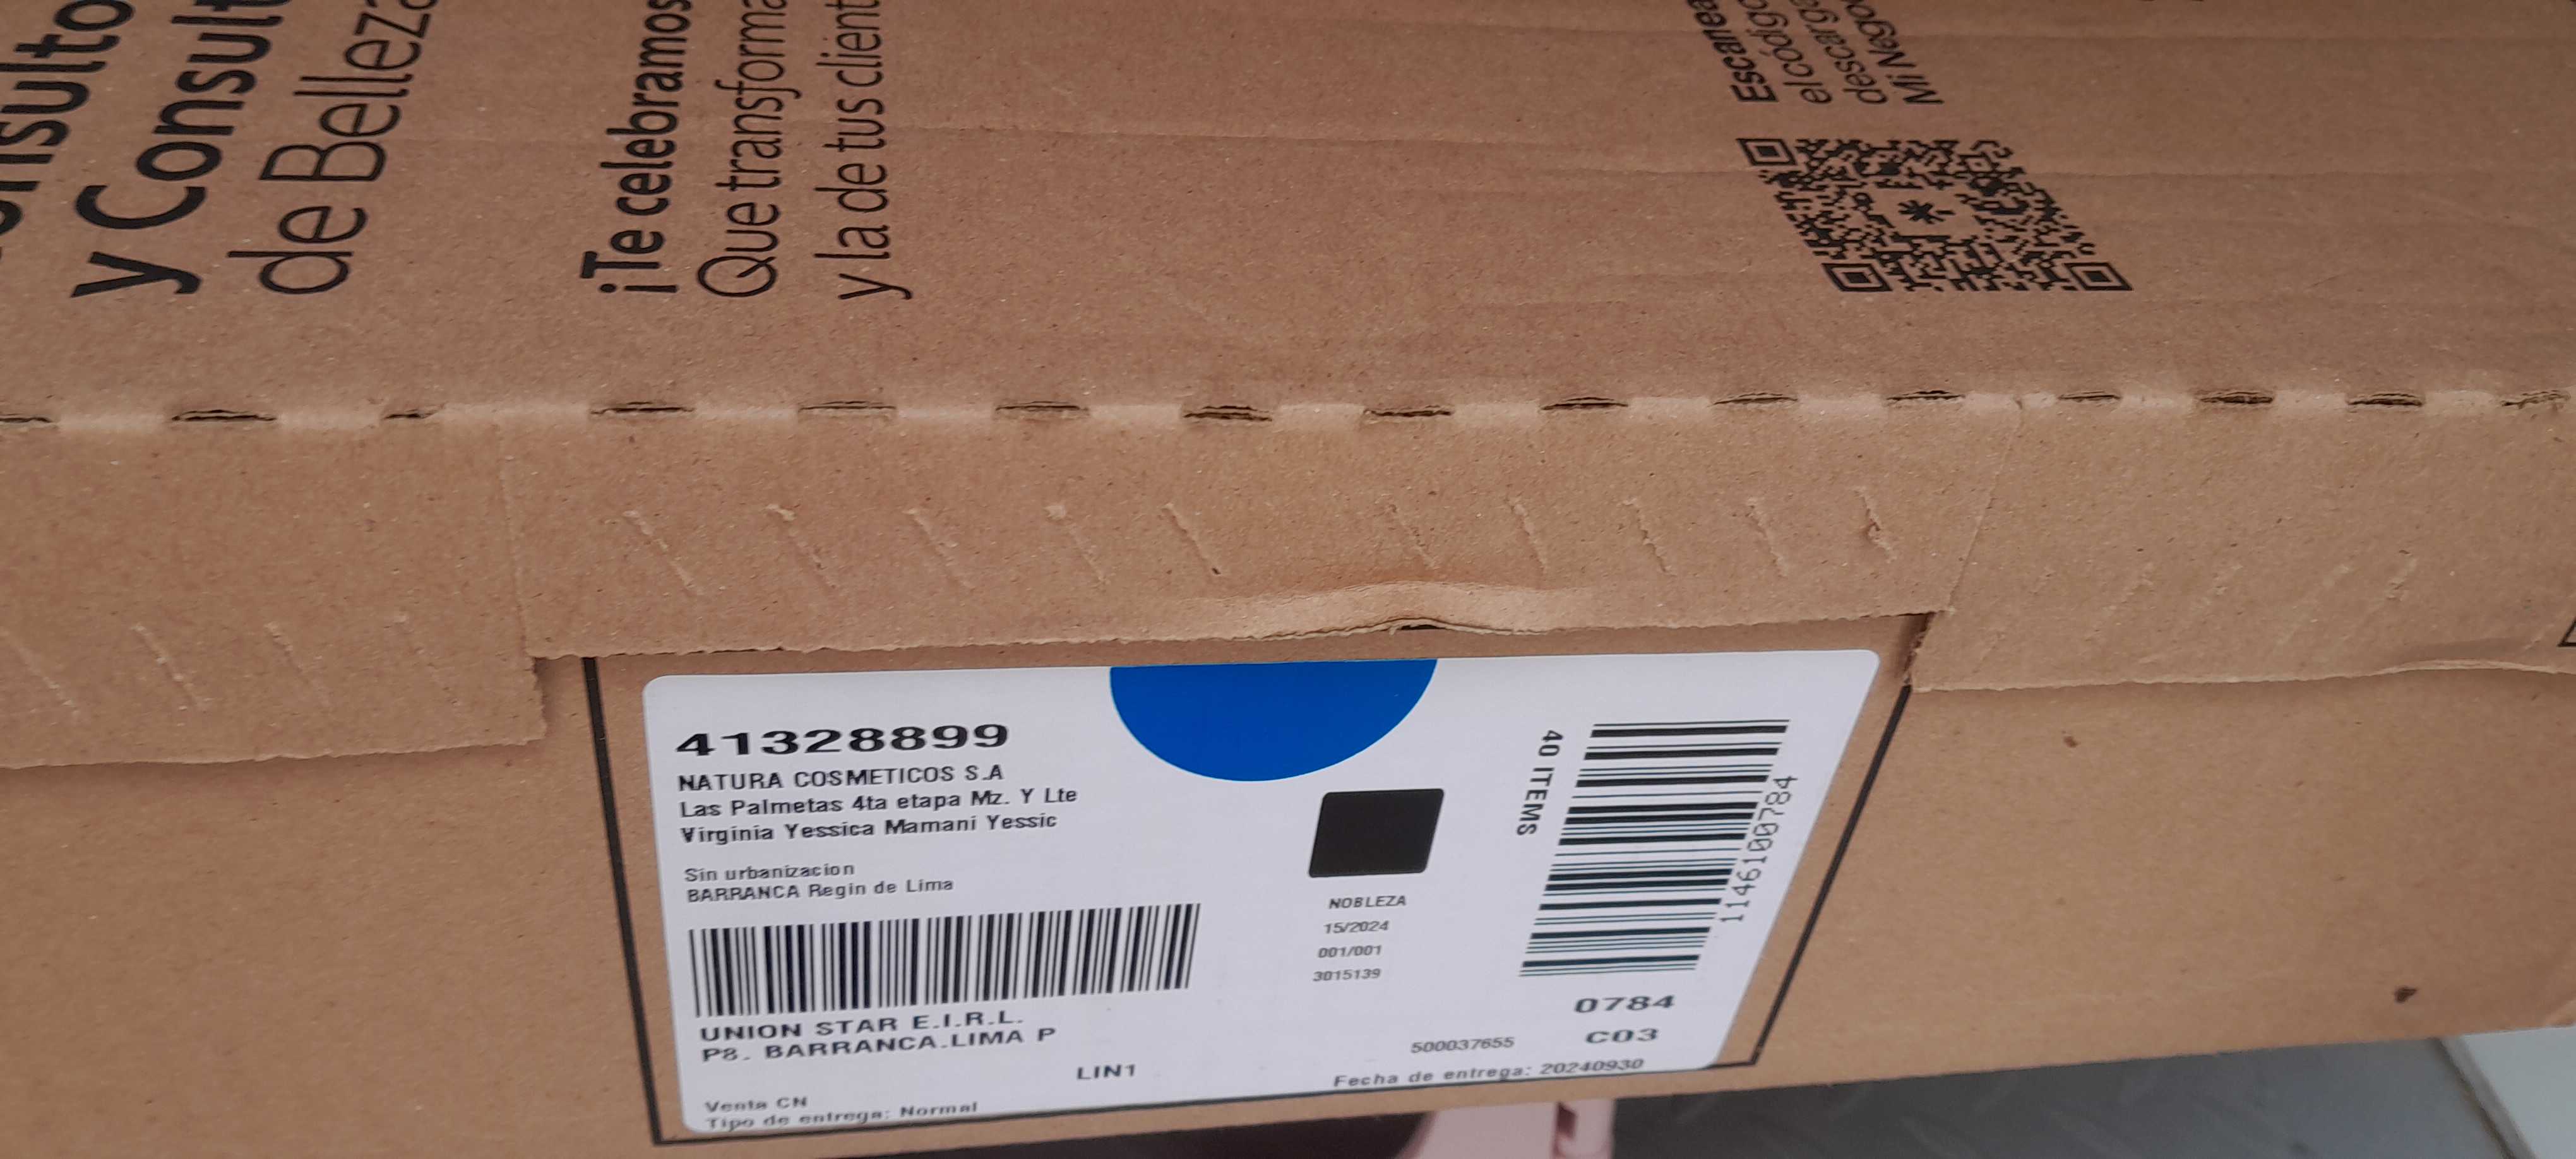 y Consult
de Belleza
¡Te celebramos
Que transforma
y la de tus client
Escanea
el código
descarga
Mi Nego
41328899
NATURA COSMETICOS S.A
Las Palmetas 4ta etapa Mz. Y Lte
Virginia Yessica Mamani Yessic
Sin urbanizacion
BARRANCA Regin de Lima
UNION STAR E.I.R.L.
P8. BARRANCA.LIMA P
LIN1
Venta CN
Tipo de entrega: Normal
NOBLEZA
15/2024
001/001
3015139
40 ITEMS
114610100784
0784
C03
500037655
Fecha de entrega: 20240930